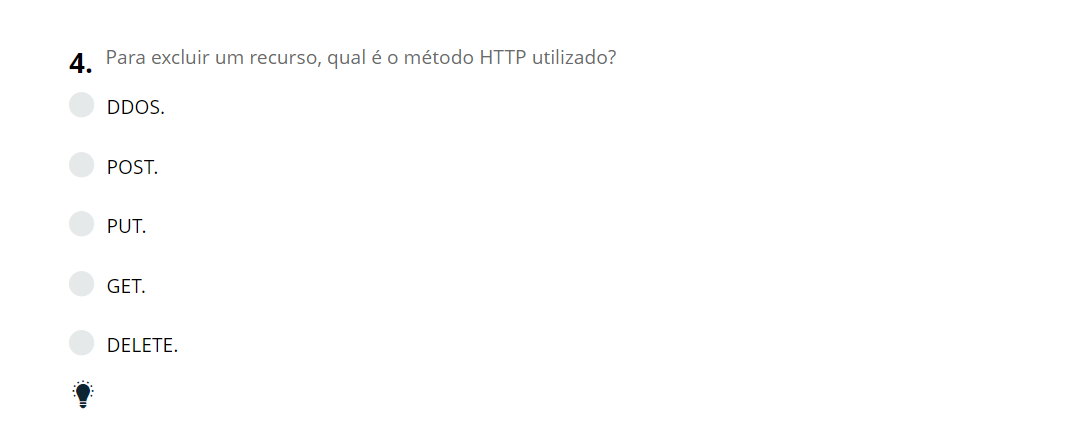 4. Para excluir um recurso, qual é o método HTTP utilizado?
DDOS.
POST.
PUT.
GET.
DELETE.